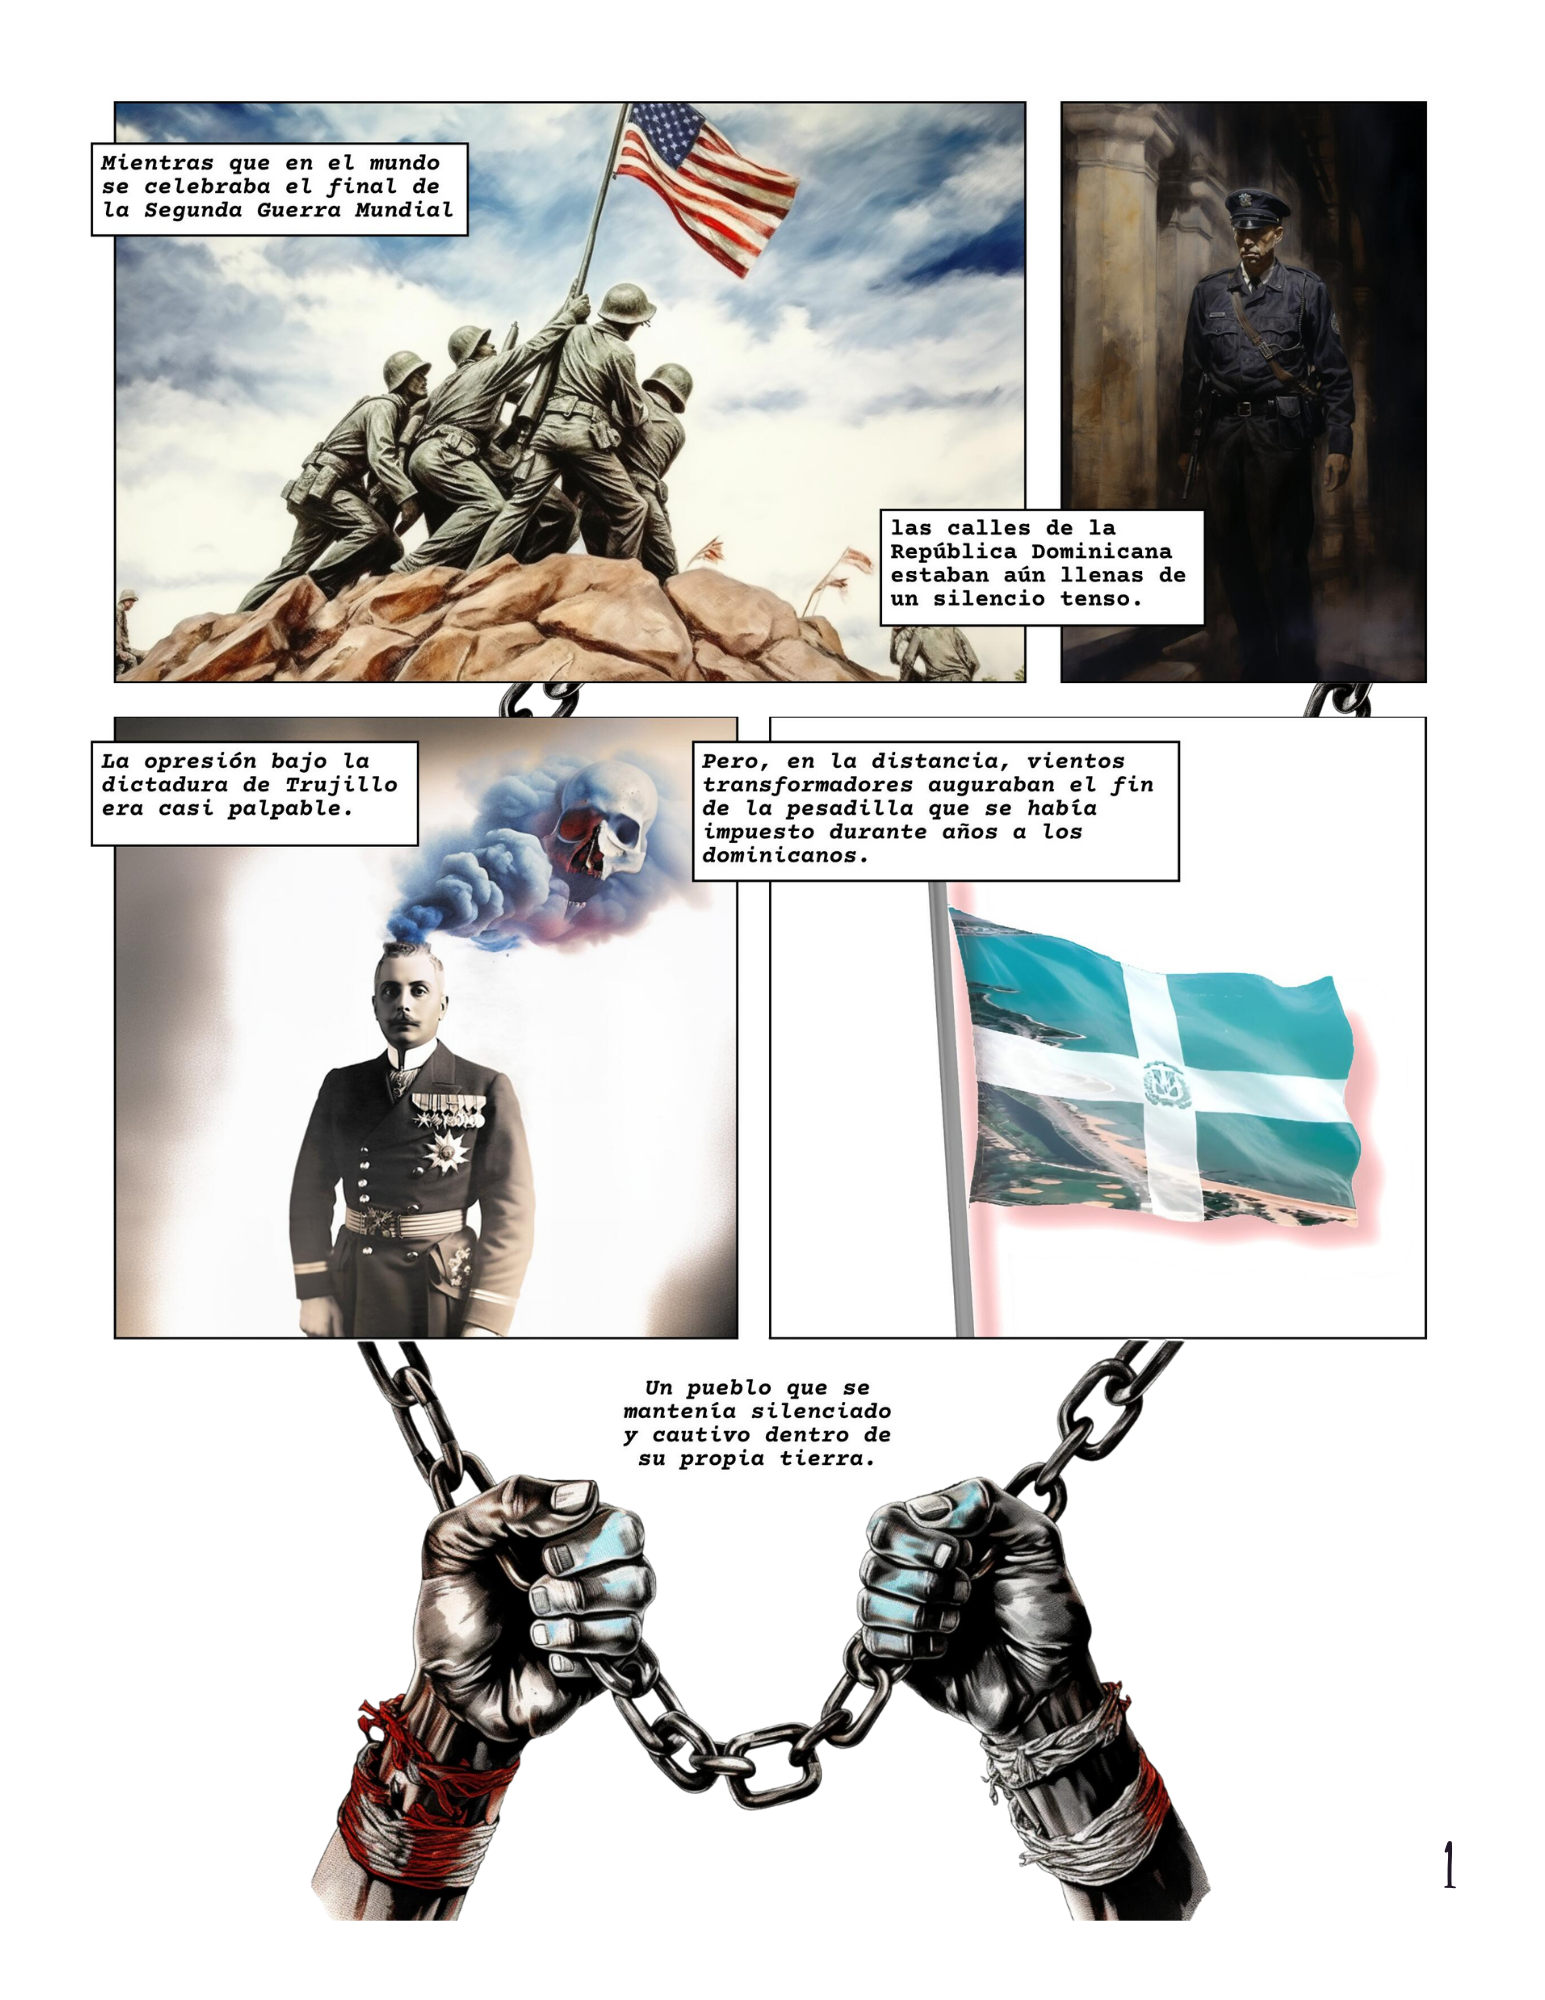 Mientras que en el mundo
se celebraba el final de
la Segunda Guerra Mundial
las calles de la
República Dominicana
estaban aún llenas de
un silencio tenso.
La opresión bajo la
dictadura de Trujillo
era casi palpable.
Pero, en la distancia, vientos
transformadores auguraban el fin
de la pesadilla que se había
impuesto durante años a los
dominicanos.
Un pueblo que se
mantenía silenciado
y cautivo dentro de
su propia tierra.
1